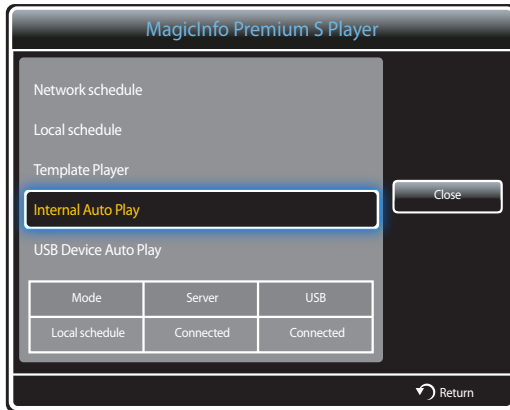 MagicInfo Premium S Player
Network schedule
Local schedule
Template Player
Internal Auto Play
Close
USB Device Auto Play
Mode Server USB
Local schedule Connected Connected
Return